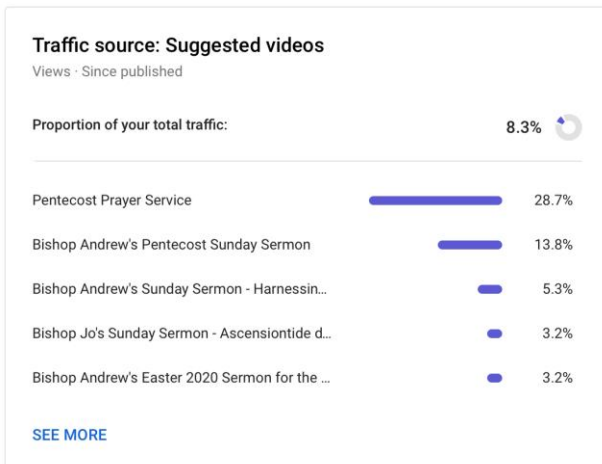 Traffic source: Suggested videos
Views · Since published
Proportion of your total traffic: 8.3%
Pentecost Prayer Service 28.7%
Bishop Andrew's Pentecost Sunday Sermon 13.8%
Bishop Andrew's Sunday Sermon - Harnessin... 5.3%
Bishop Jo's Sunday Sermon - Ascensiontide d... 3.2%
Bishop Andrew's Easter 2020 Sermon for the ... 3.2%
SEE MORE